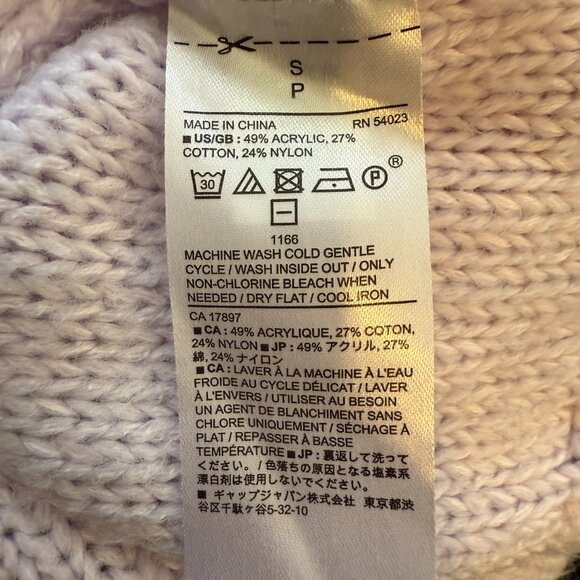 S
P
MADE IN CHINA RN 54023
■ US/GB : 49% ACRYLIC, 27%
COTTON, 24% NYLON
30 P ®
1166
MACHINE WASH COLD GENTLE
CYCLE / WASH INSIDE OUT / ONLY
NON-CHLORINE BLEACH WHEN
NEEDED / DRY FLAT / COOL IRON
CA 17897
■ CA : 49% ACRYLIQUE, 27% COTON,
24% NYLON ■ JP : 49% アクリル, 27%
綿, 24% ナイロン
■ CA : LAVER À LA MACHINE À L'EAU
FROIDE AU CYCLE DÉLICAT / LAVER
À L'ENVERS / UTILISER AU BESOIN
UN AGENT DE BLANCHIMENT SANS
CHLORE UNIQUEMENT / SÉCHAGE À
PLAT / REPASSER À BASSE
TEMPÉRATURE ■ JP : 裏返して洗って
ください。/ 色落ちの原因となる塩素系
漂白剤は使用しないでください。
■ ギャップジャパン株式会社 東京都渋
谷区千駄ヶ谷5-32-10